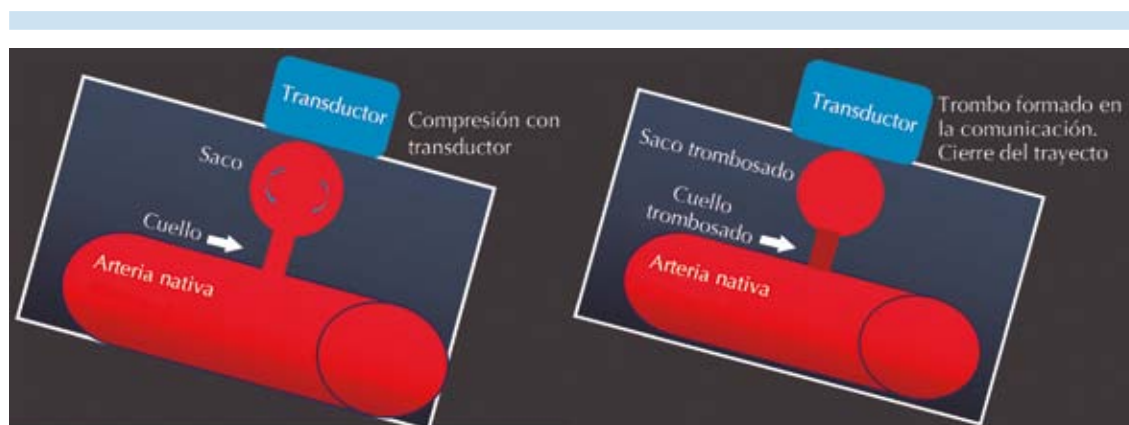 Transductor
Compresión con
transductor
Saco
Cuello
Arteria nativa
Transductor
Trombo formado en
la comunicación.
Cierre del trayecto
Saco trombosado
Cuello
trombosado
Arteria nativa